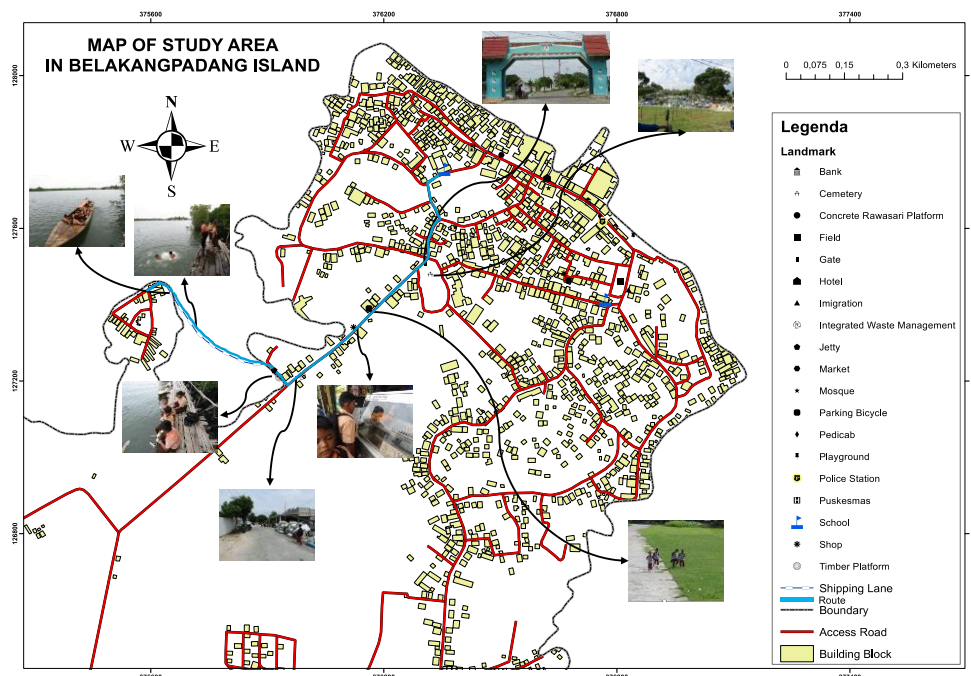 375600 376200 376800 377400
MAP OF STUDY AREA
IN BELAKANGPADANG ISLAND
N
W E
S
0 0,075 0,15 0,3 Kilometers
128000
127600
127200
126800
Legenda
Landmark
Bank
Cemetery
Concrete Rawasari Platform
Field
Gate
Hotel
Imigration
Integrated Waste Management
Jetty
Market
Mosque
Parking Bicycle
Pedicab
Playground
Police Station
Puskesmas
School
Shop
Timber Platform
Shipping Lane
Route
Boundary
Access Road
Building Block